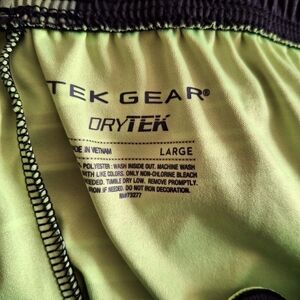 TEK GEAR®
DRYTEK
DE IN VIETNAM LARGE
POLYESTER: WASH INSIDE OUT. MACHINE WASH
WITH LIKE COLORS. ONLY NON-CHLORINE BLEACH
NEEDED. TUMBLE DRY LOW. REMOVE PROMPTLY.
IRON IF NEEDED. DO NOT IRON DECORATION.